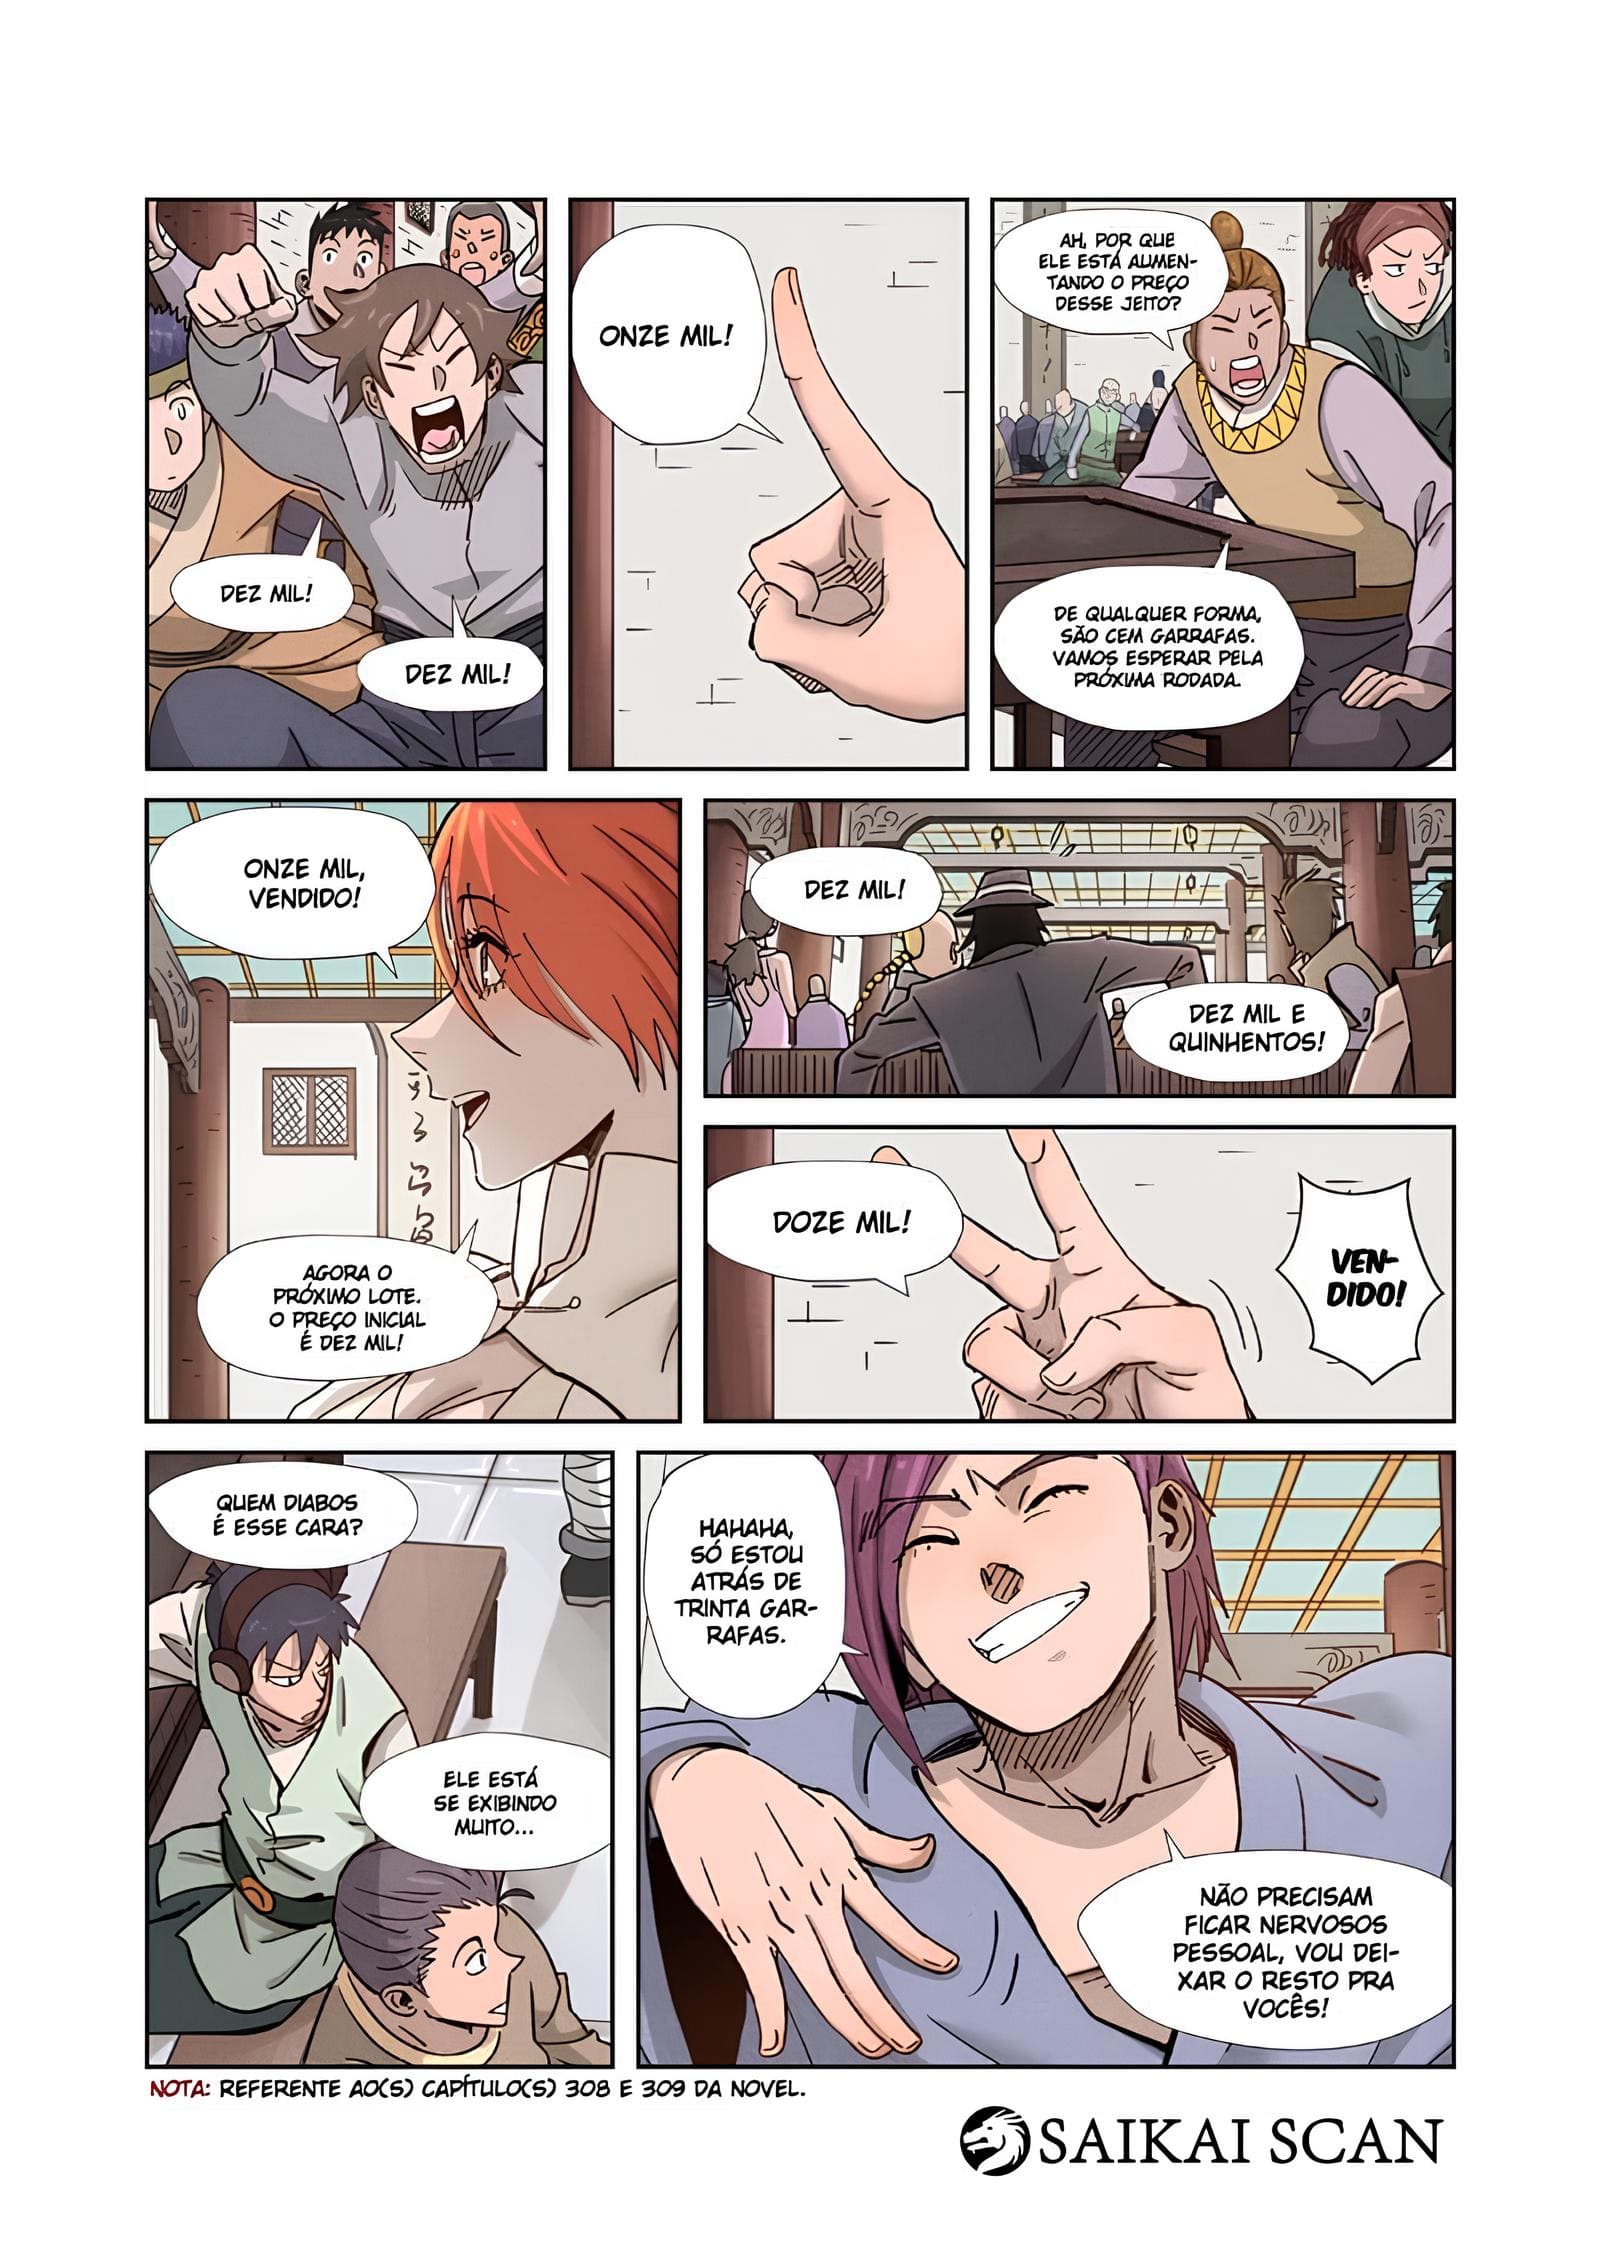 DEZ MIL!
DEZ MIL!
ONZE MIL!
AH, POR QUE
ELE ESTÁ AUMEN-
TANDO O PREÇO
DESSE JEITO?
DE QUALQUER FORMA,
SÃO CEM GARRAFAS.
VAMOS ESPERAR PELA
PRÓXIMA RODADA.
ONZE MIL,
VENDIDO!
AGORA O
PRÓXIMO LOTE.
O PREÇO INICIAL
É DEZ MIL!
DEZ MIL!
DEZ MIL E
QUINHENTOS!
DOZE MIL!
VEN-
DIDO!
QUEM DIABOS
É ESSE CARA?
ELE ESTÁ
SE EXIBINDO
MUITO...
HAHAHA,
SÓ ESTOU
ATRÁS DE
TRINTA GAR-
RAFAS.
NÃO PRECISAM
FICAR NERVOSOS
PESSOAL, VOU DEI-
XAR O RESTO PRA
VOCÊS!
NOTA: REFERENTE AO(S) CAPÍTULO(S) 308 E 309 DA NOVEL.
SAIKAI SCAN